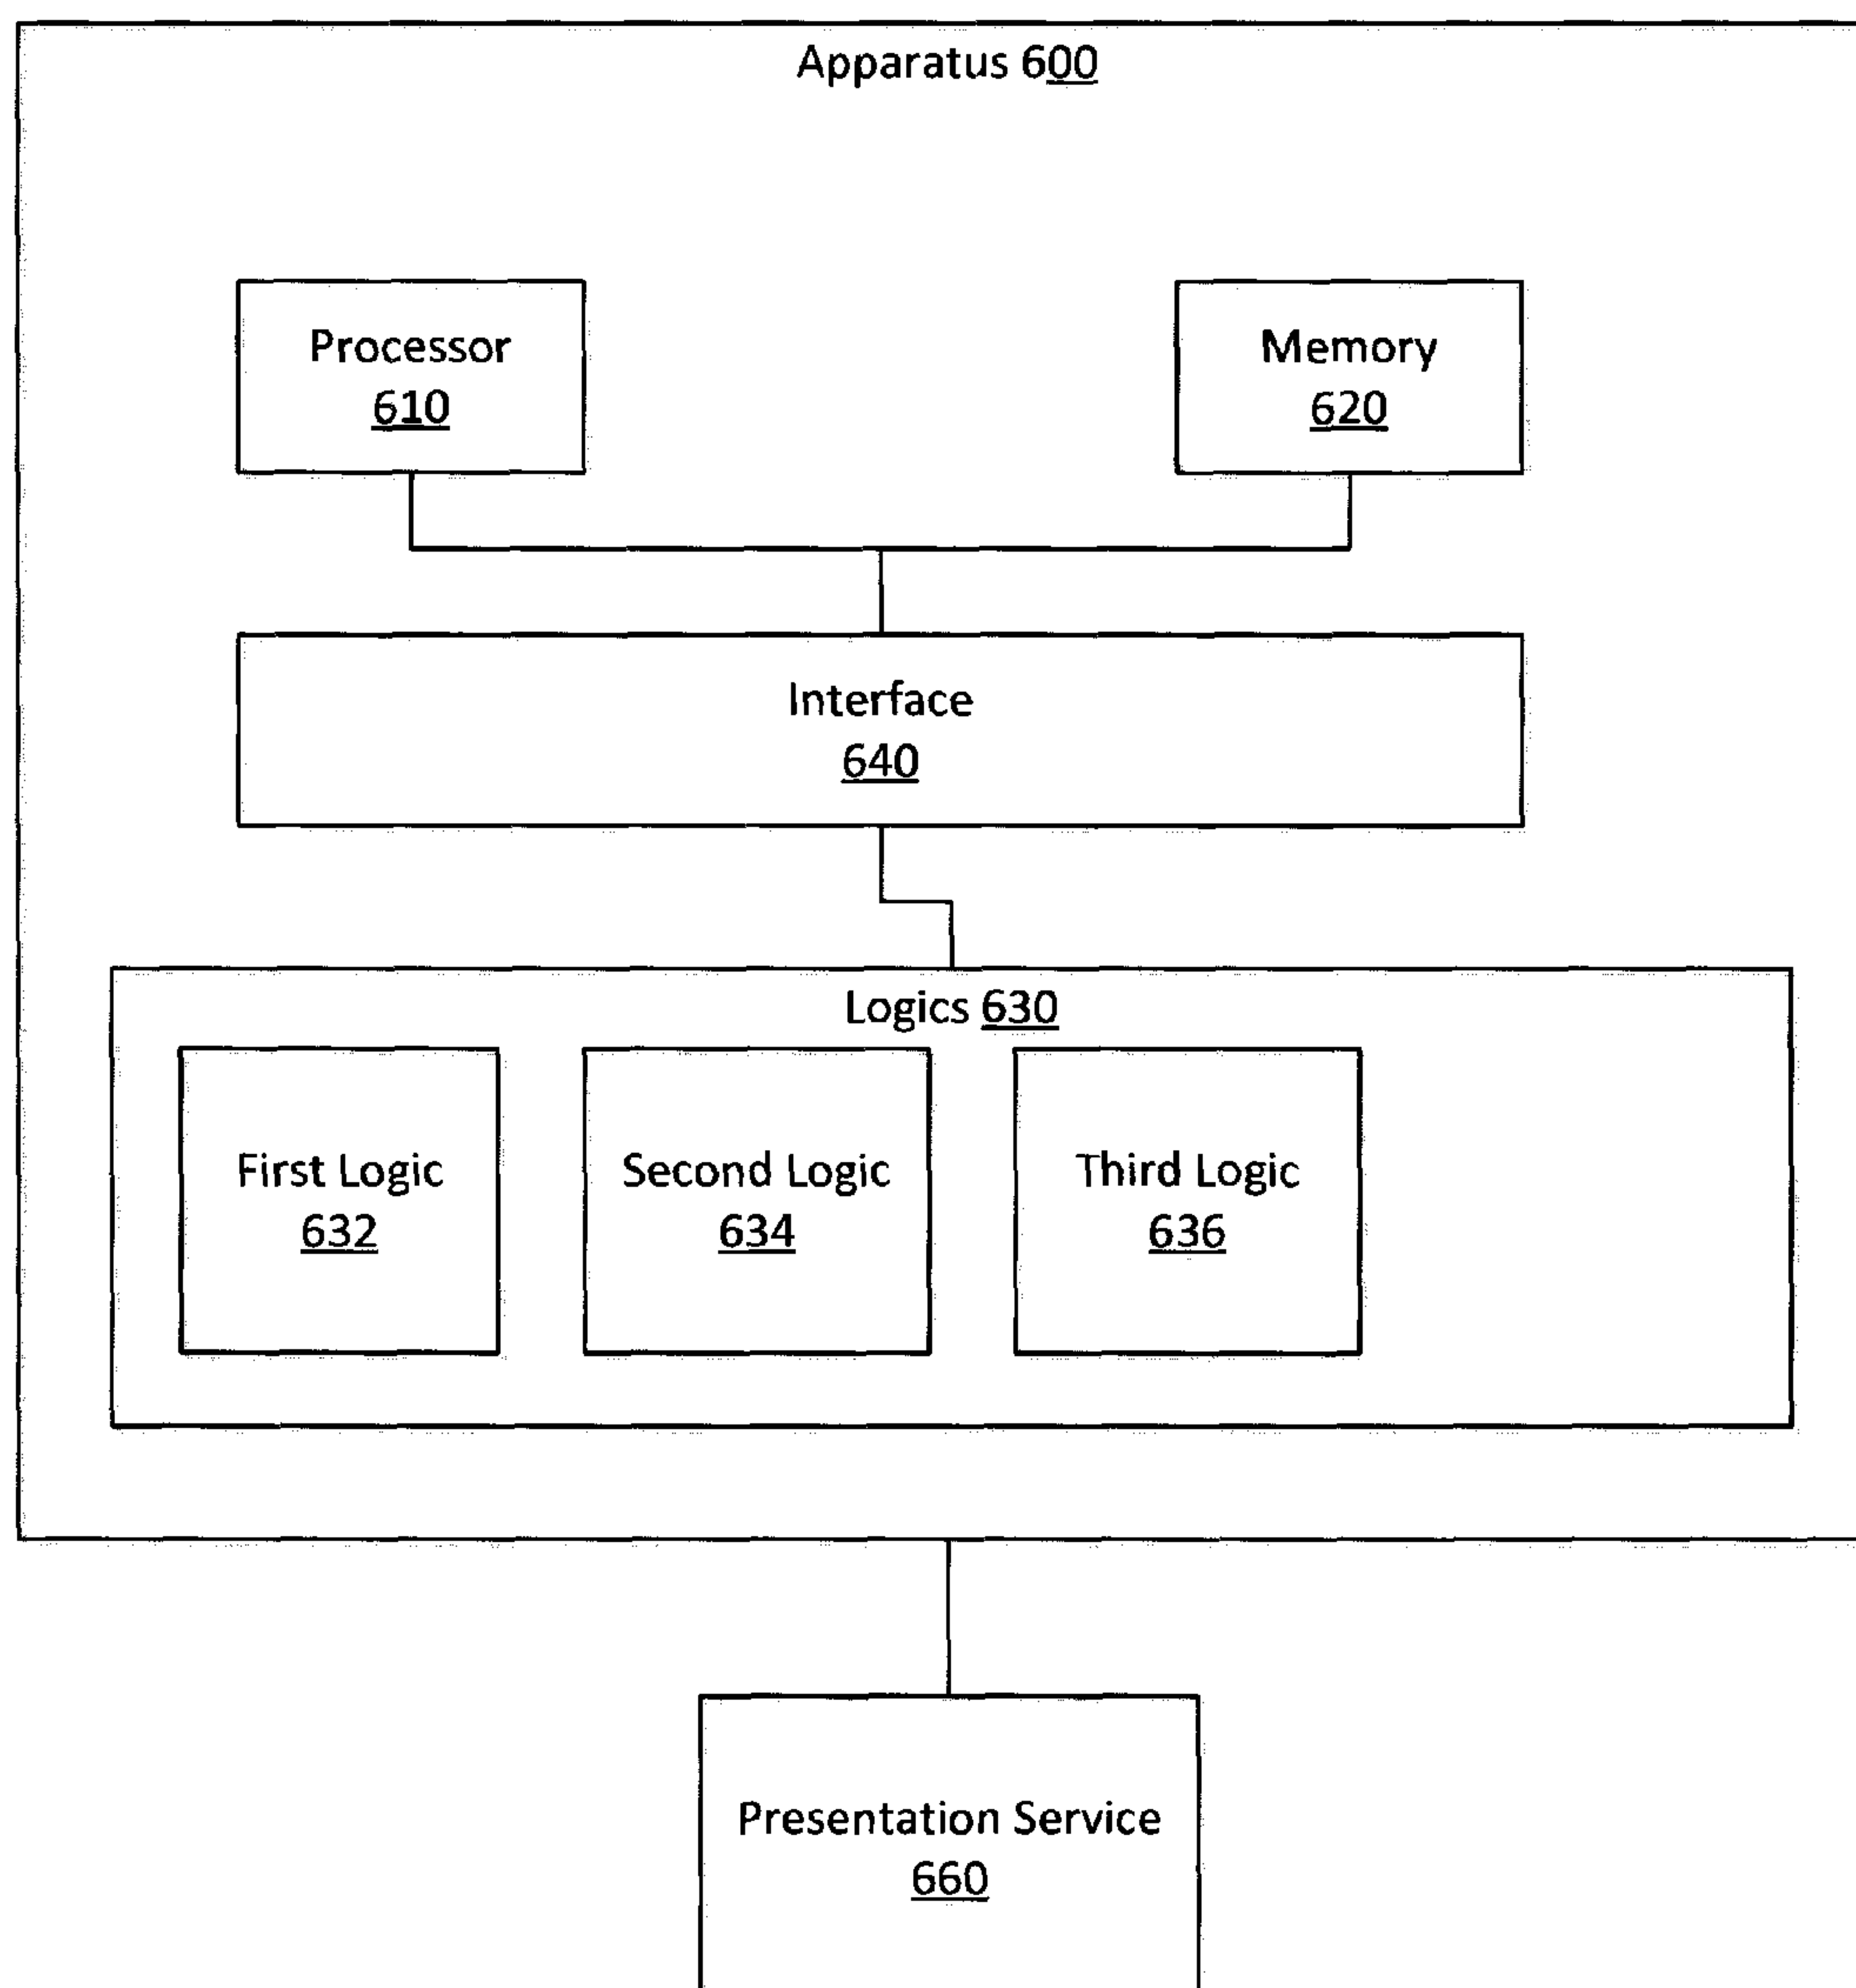 Apparatus 600
Processor
610
Memory
620
Interface
640
Logics 630
First Logic
632
Second Logic
634
Third Logic
636
Presentation Service
660